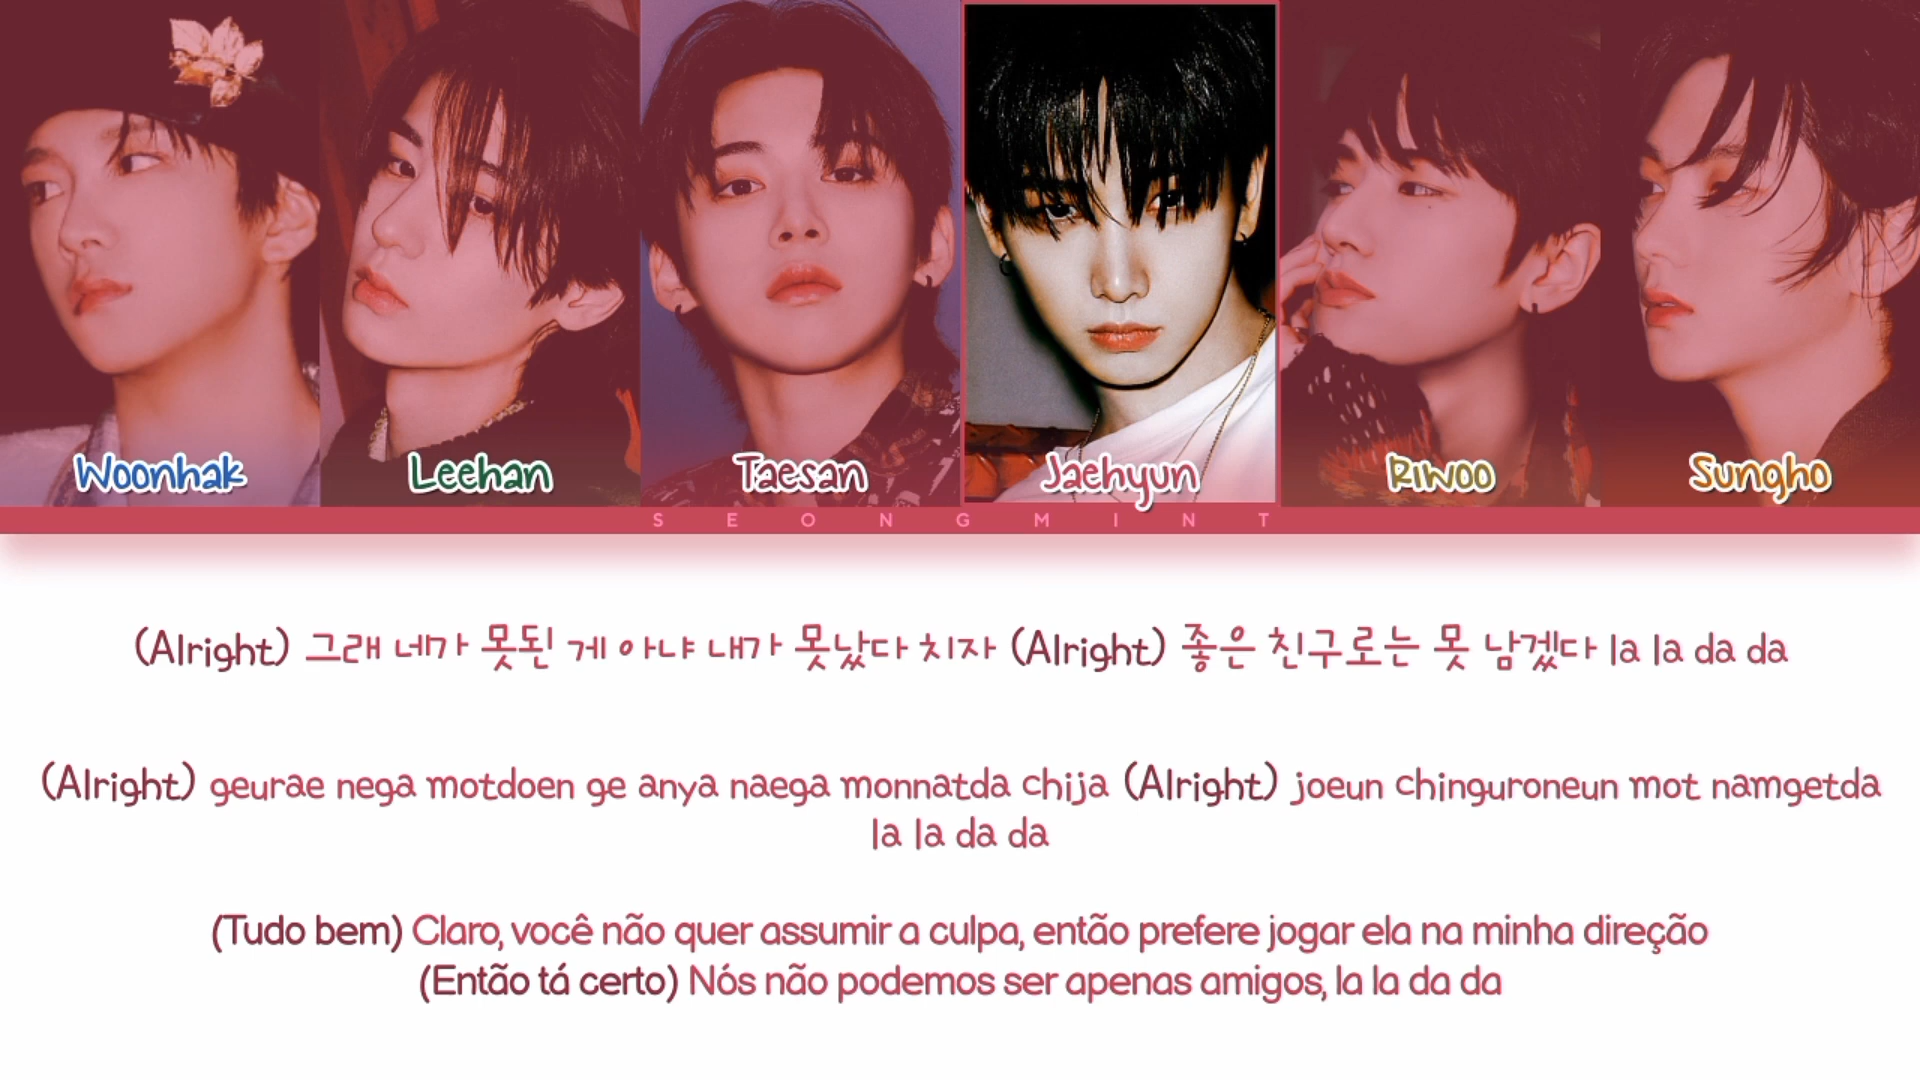 Woonhak Leehan Taesan Jaehyun Riwoo Sungho
SEONGMINT
(Alright) 그래 네가 못된 게 아냐 내가 못났다 치자 (Alright) 좋은 친구로는 못 남겠다 la la da da
(Alright) geurae nega motdoen ge anya naega monnatda chija (Alright) joeun chinguroneun mot namgetda
la la da da
(Tudo bem) Claro, você não quer assumir a culpa, então prefere jogar ela na minha direção
(Então tá certo) Nós não podemos ser apenas amigos, la la da da